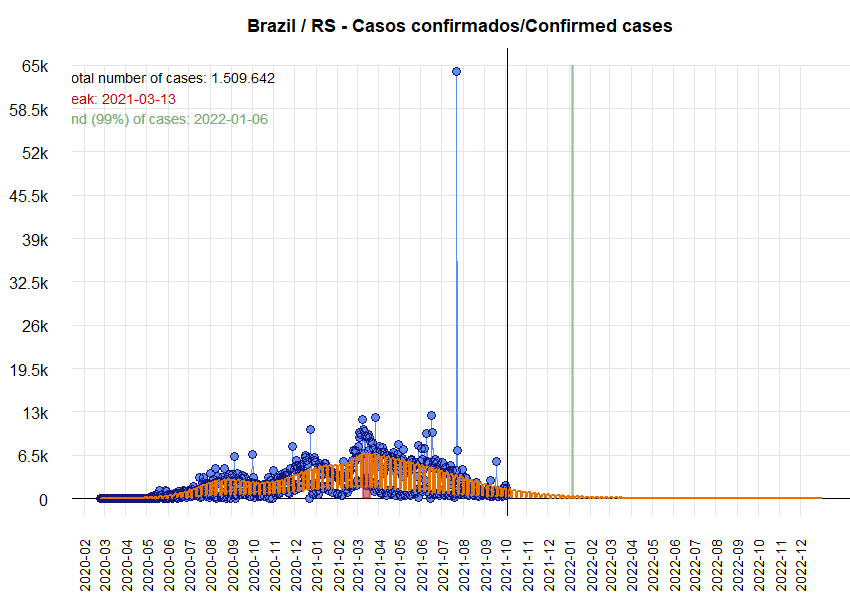 Brazil / RS - Casos confirmados/Confirmed cases
otal number of cases: 1.509.642
eak: 2021-03-13
nd (99%) of cases: 2022-01-06
65k
58.5k
52k
45.5k
39k
32.5k
26k
19.5k
13k
6.5k
0
2020-02
2020-03
2020-04
2020-05
2020-06
2020-07
2020-08
2020-09
2020-10
2020-11
2020-12
2021-01
2021-02
2021-03
2021-04
2021-05
2021-06
2021-07
2021-08
2021-09
2021-10
2021-11
2021-12
2022-01
2022-02
2022-03
2022-04
2022-05
2022-06
2022-07
2022-08
2022-09
2022-10
2022-11
2022-12